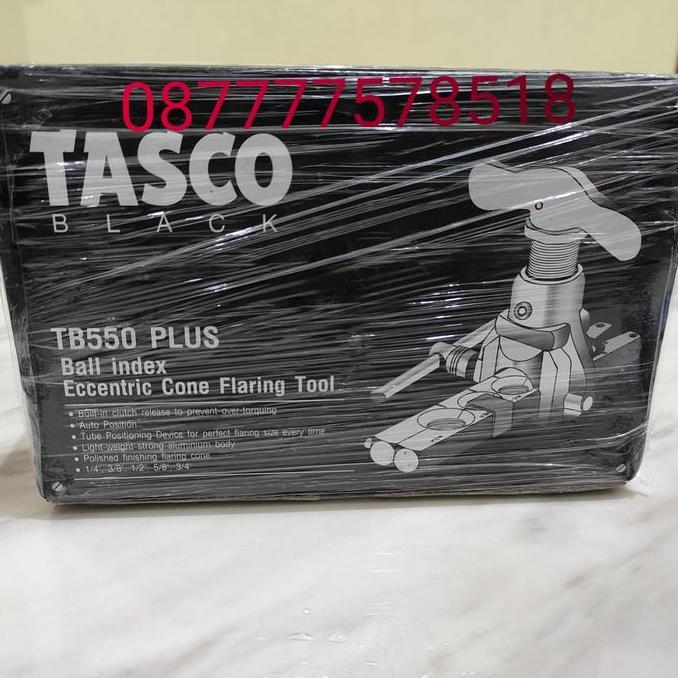 087777578518
TASCO
BLACK
TB550 PLUS
Ball index
Eccentric Cone Flaring Tool
• Built-in clutch release to prevent over-torquing
• Auto Position
• Tube Positioning Device for perfect flaring size every time
• Light-weight strong aluminium body
• Polished finishing flaring cone
• 1/4", 3/8", 1/2", 5/8", 3/4"